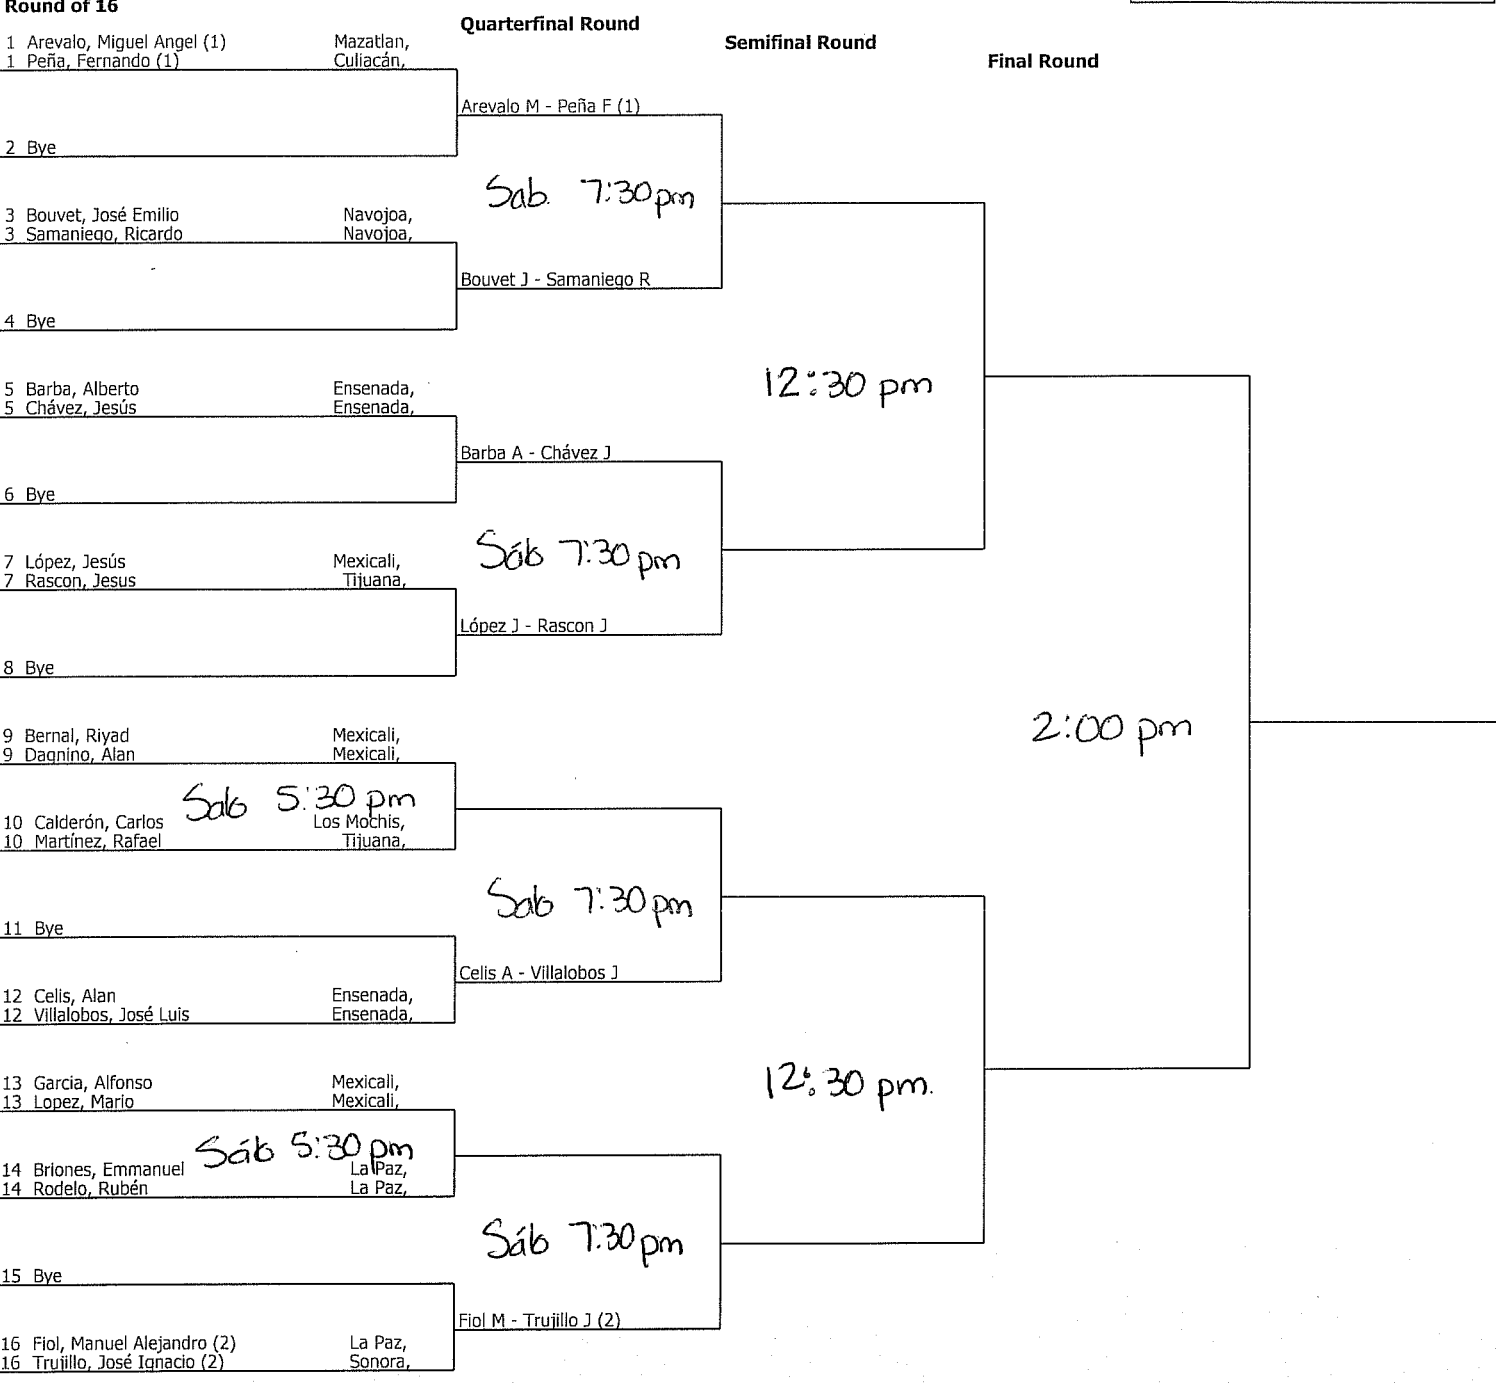 Round of 16
Quarterfinal Round
Semifinal Round
Final Round
1 Arevalo, Miguel Angel (1) Mazatlan,
1 Peña, Fernando (1) Culiacán,
Arevalo M - Peña F (1)
2 Bye
Sab. 7:30pm
3 Bouvet, José Emilio Navojoa,
3 Samaniego, Ricardo Navojoa,
Bouvet J - Samaniego R
4 Bye
12:30 pm
5 Barba, Alberto Ensenada,
5 Chávez, Jesús Ensenada,
Barba A - Chávez J
6 Bye
Sáb 7:30pm
7 López, Jesús Mexicali,
7 Rascon, Jesus Tijuana,
López J - Rascon J
8 Bye
2:00 pm
9 Bernal, Riyad Mexicali,
9 Dagnino, Alan Mexicali,
Sab 5:30 pm
10 Calderón, Carlos Los Mochis,
10 Martínez, Rafael Tijuana,
Sab 7:30pm
11 Bye
Celis A - Villalobos J
12 Celis, Alan Ensenada,
12 Villalobos, José Luis Ensenada,
12:30 pm.
13 Garcia, Alfonso Mexicali,
13 Lopez, Mario Mexicali,
Sáb 5:30pm
14 Briones, Emmanuel La Paz,
14 Rodelo, Rubén La Paz,
Sáb 7:30pm
15 Bye
Fiol M - Trujillo J (2)
16 Fiol, Manuel Alejandro (2) La Paz,
16 Trujillo, José Ignacio (2) Sonora,